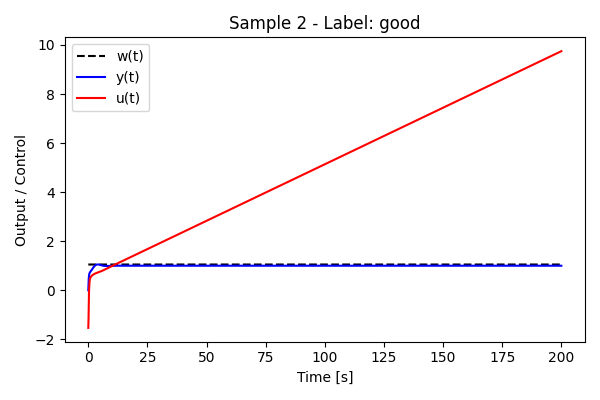 Sample 2 - Label: good
w(t)
y(t)
u(t)
Output / Control
10
8
6
4
2
0
−2
0 25 50 75 100 125 150 175 200
Time [s]